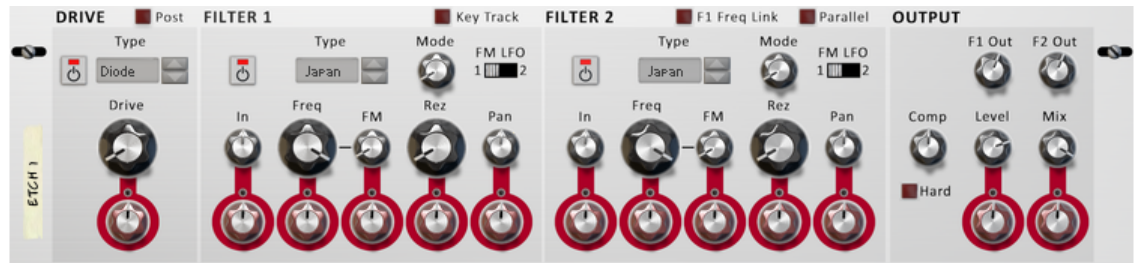 DRIVE
Post
Type
Diode
Drive
ETCH 1
FILTER 1
Key Track
Type
Japan
Mode
FM LFO
1 2
In
Freq
FM
Rez
Pan
FILTER 2
F1 Freq Link
Parallel
Type
Japan
Mode
FM LFO
1 2
In
Freq
FM
Rez
Pan
OUTPUT
F1 Out
F2 Out
Comp
Level
Mix
Hard